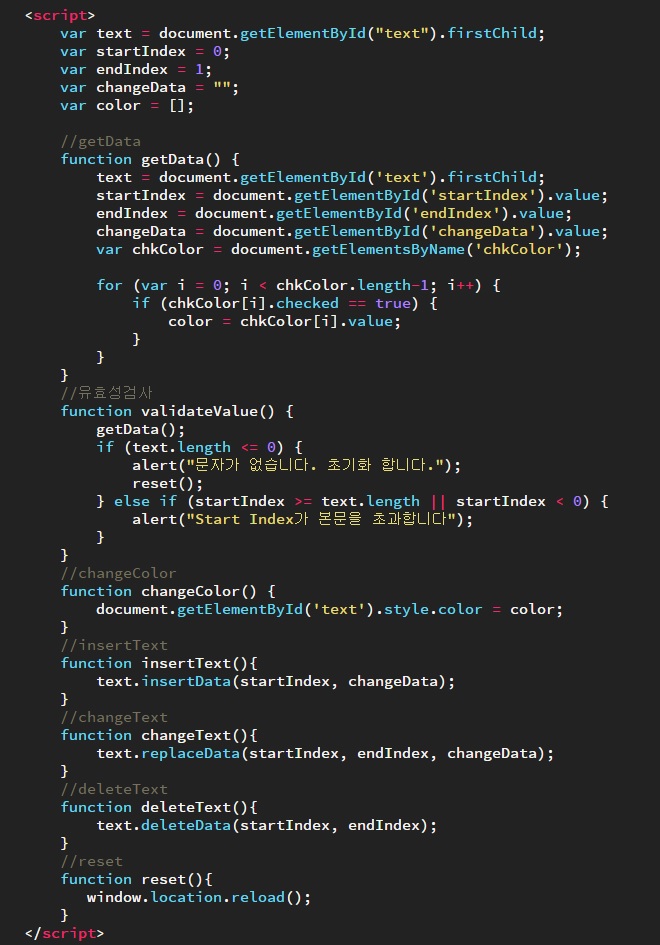 <script>
var text = document.getElementById("text").firstChild;
var startIndex = 0;
var endIndex = 1;
var changeData = "";
var color = [];
//getData
function getData() {
text = document.getElementById('text').firstChild;
startIndex = document.getElementById('startIndex').value;
endIndex = document.getElementById('endIndex').value;
changeData = document.getElementById('changeData').value;
var chkColor = document.getElementsByName('chkColor');
for (var i = 0; i < chkColor.length-1; i++) {
if (chkColor[i].checked == true) {
color = chkColor[i].value;
}
}
}
//유효성검사
function validateValue() {
getData();
if (text.length <= 0) {
alert("문자가 없습니다. 초기화 합니다.");
reset();
} else if (startIndex >= text.length || startIndex < 0) {
alert("Start Index가 본문을 초과합니다");
}
}
//changeColor
function changeColor() {
document.getElementById('text').style.color = color;
}
//insertText
function insertText(){
text.insertData(startIndex, changeData);
}
//changeText
function changeText(){
text.replaceData(startIndex, endIndex, changeData);
}
//deleteText
function deleteText(){
text.deleteData(startIndex, endIndex);
}
//reset
function reset(){
window.location.reload();
}
</script>